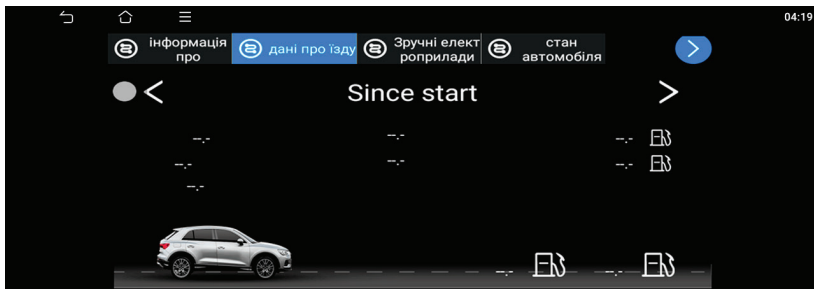 04:19
інформація
про
дані про їзду
Зручні елект
роприлади
стан
автомобіля
Since start
--.- --.- --.-
--.- --.- --.-
--.-
--.- --.-